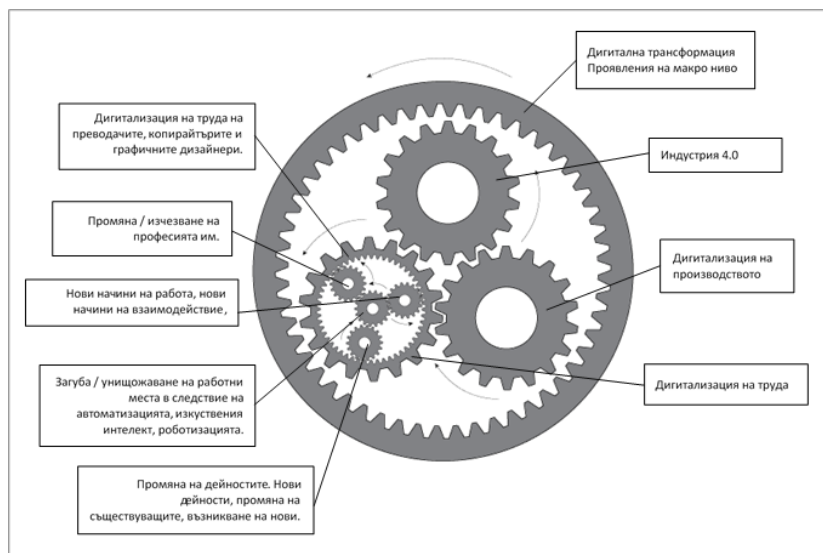 Дигитална трансформация
Проявления на макро ниво
Дигитализация на труда на
преводачите, копирайтърите и
графичните дизайнери.
Индустрия 4.0
Промяна / изчезване на
професията им.
Дигитализация на
производството
Нови начини на работа, нови
начини на взаимодействие,
Загуба / унищожаване на работни
места в следствие на
автоматизацията, изкуствения
интелект, роботизацията.
Дигитализация на труда
Промяна на дейностите. Нови
дейности, промяна на
съществуващите, възникване на нови.